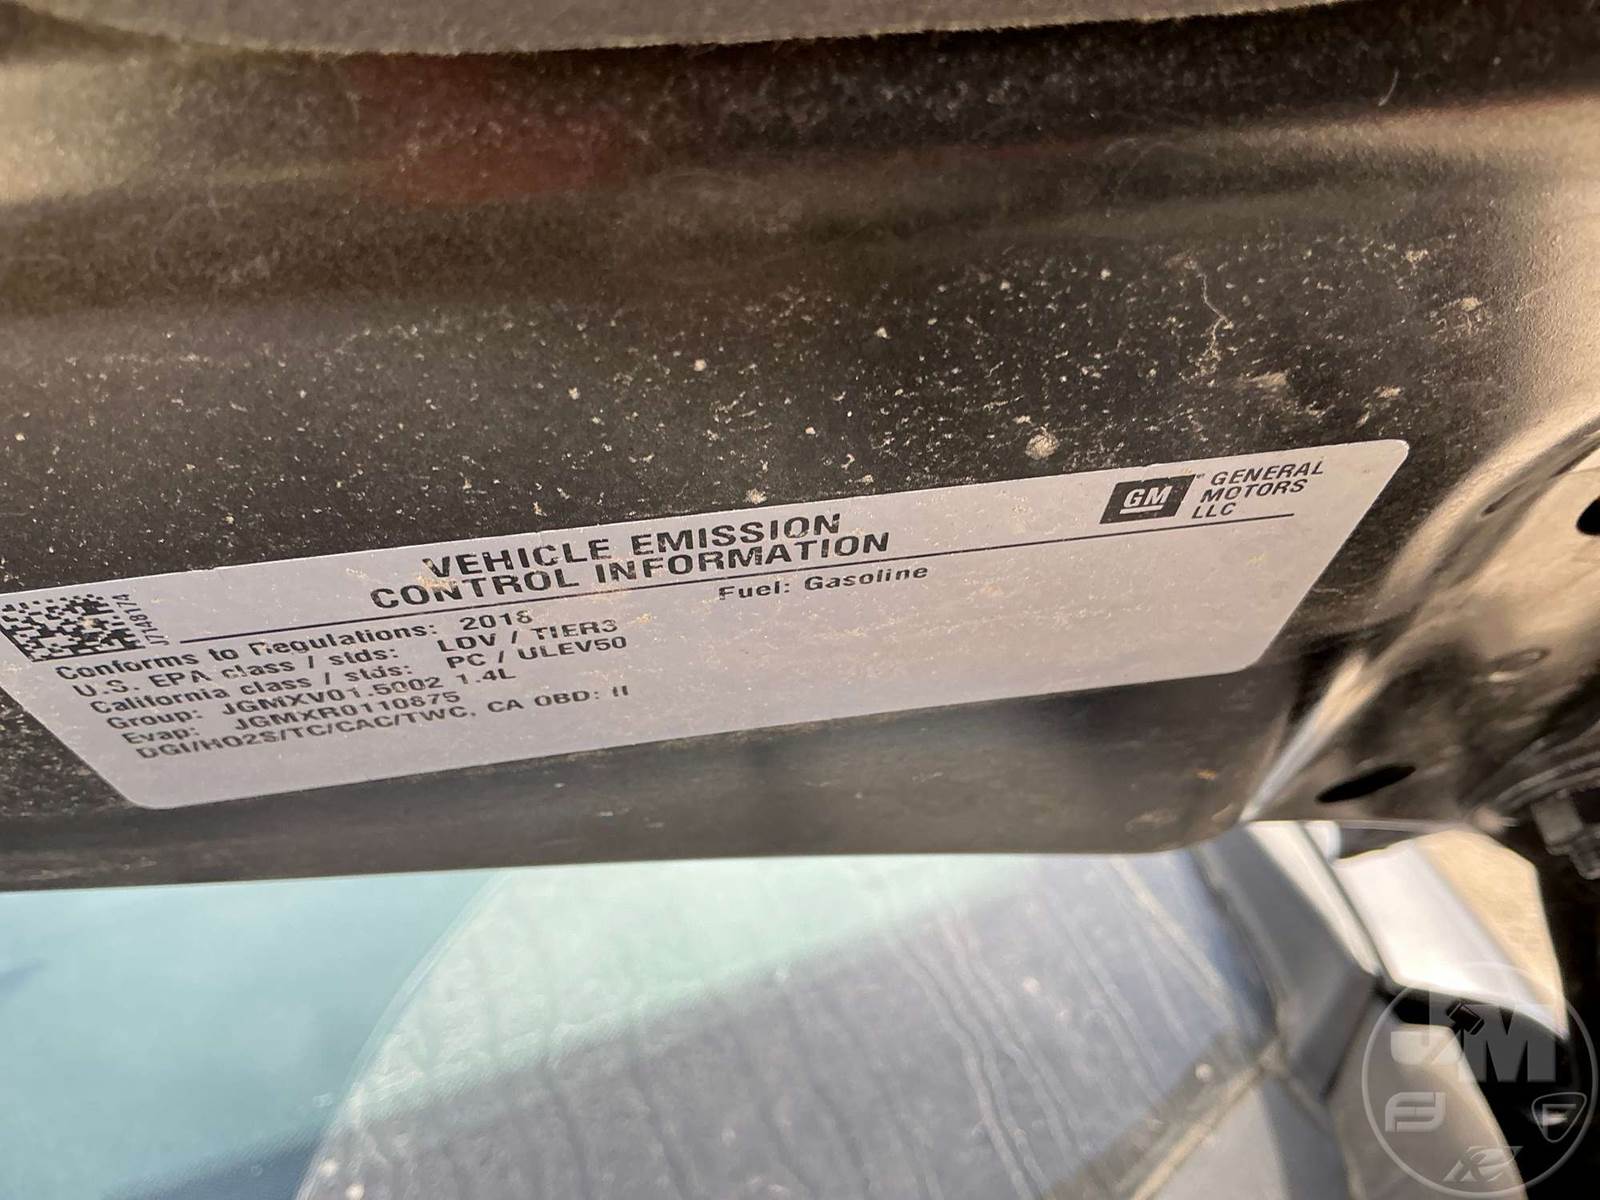 VEHICLE EMISSION
CONTROL INFORMATION
GM GENERAL
MOTORS
LLC
J7148174
Fuel: Gasoline
Conforms to Regulations: 2018
U.S. EPA class / stds: LDV / TIER3
California class / stds: PC / ULEV50
Group: JGMXV01.5002 1.4L
Evap: JGMXR0110875
DGI/HO2S/TC/CAC/TWC, CA OBD: II
JM